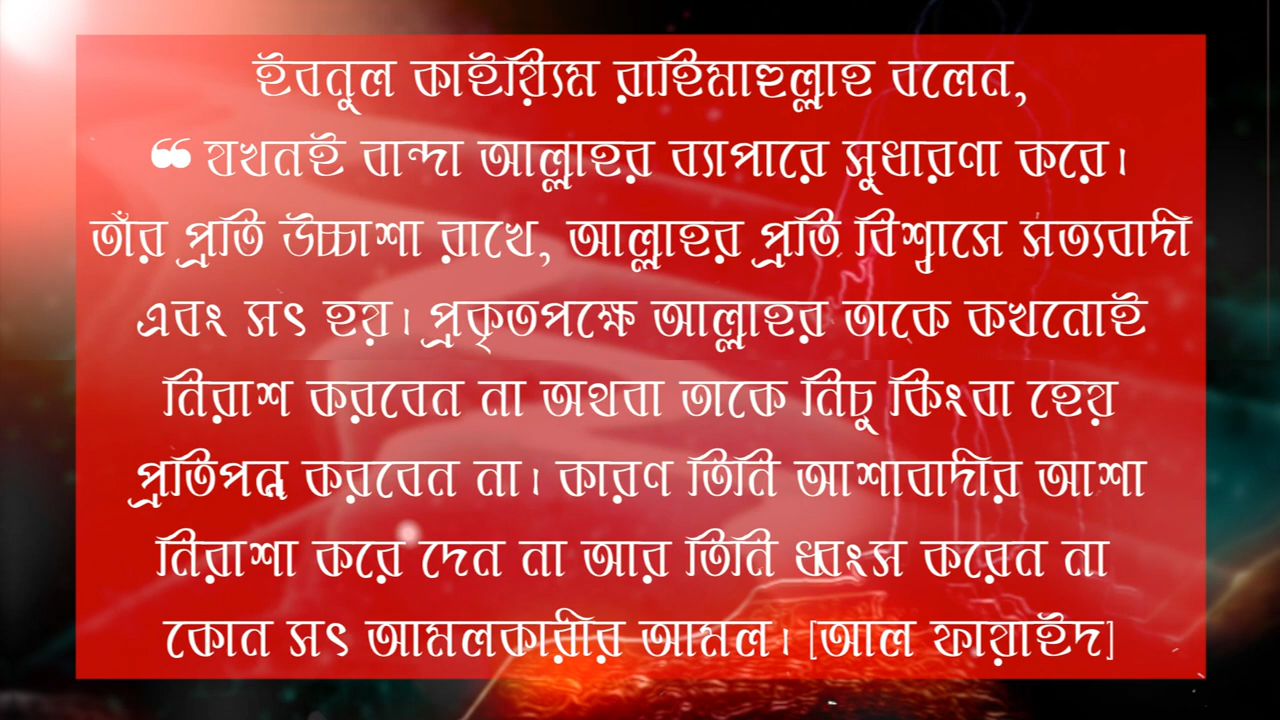 ইবনুল কাইয়্যিম রাহিমাহুল্লাহ বলেন,
❝ যখনই বান্দা আল্লাহর ব্যাপারে সুধারণা করে।
তাঁর প্রতি উচ্চাশা রাখে, আল্লাহর প্রতি বিশ্বাসে সত্যবাদী
এবং সৎ হয়। প্রকৃতপক্ষে আল্লাহর তাকে কখনোই
নিরাশ করবেন না অথবা তাকে নিচু কিংবা হেয়
প্রতিপন্ন করবেন না। কারণ তিনি আশাবাদীর আশা
নিরাশা করে দেন না আর তিনি ধ্বংস করেন না
কোন সৎ আমলকারীর আমল। [আল ফায়াইদ]